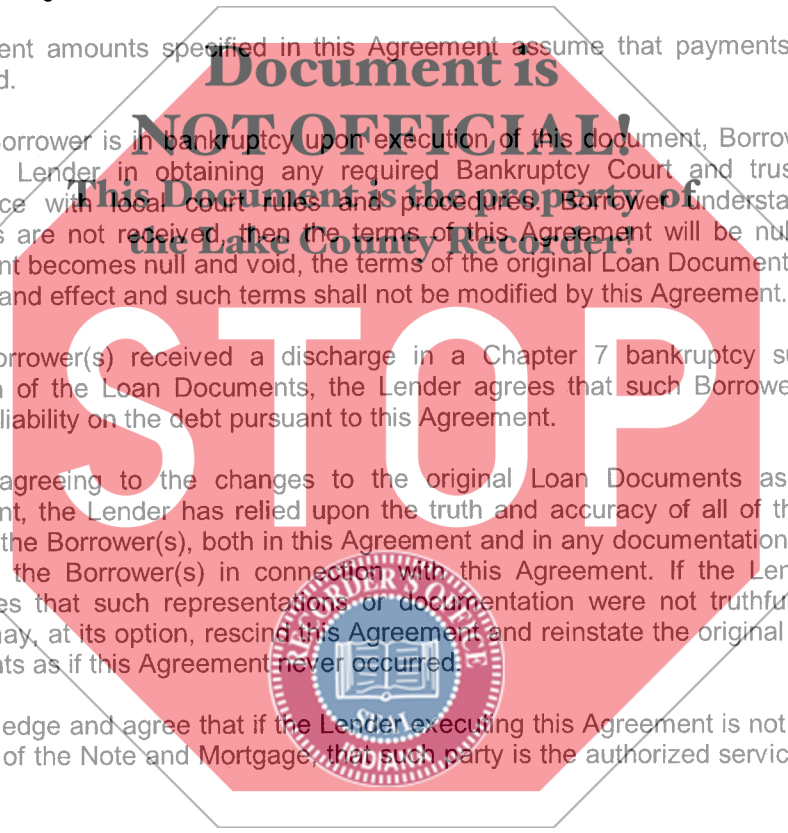 ent amounts specified in this Agreement assume that payments
d.
Document is
NOT OFFICIAL!
This Document is the property of
the Lake County Recorder!
orrower is in bankruptcy upon execution of this document, Borrow
Lender in obtaining any required Bankruptcy Court and trus
ce with local court rules and procedures. Borrower understa
s are not received, then the terms of this Agreement will be nul
nt becomes null and void, the terms of the original Loan Document
and effect and such terms shall not be modified by this Agreement.
STOP
orrower(s) received a discharge in a Chapter 7 bankruptcy su
n of the Loan Documents, the Lender agrees that such Borrowe
liability on the debt pursuant to this Agreement.
agreeing to the changes to the original Loan Documents as
nt, the Lender has relied upon the truth and accuracy of all of th
the Borrower(s), both in this Agreement and in any documentation
the Borrower(s) in connection with this Agreement. If the Len
es that such representations or documentation were not truthfu
may, at its option, rescind this Agreement and reinstate the original
nts as if this Agreement never occurred.
RECORDER'S OFFICE
SEAL
INDIANA
edge and agree that if the Lender executing this Agreement is not
of the Note and Mortgage, that such party is the authorized servic